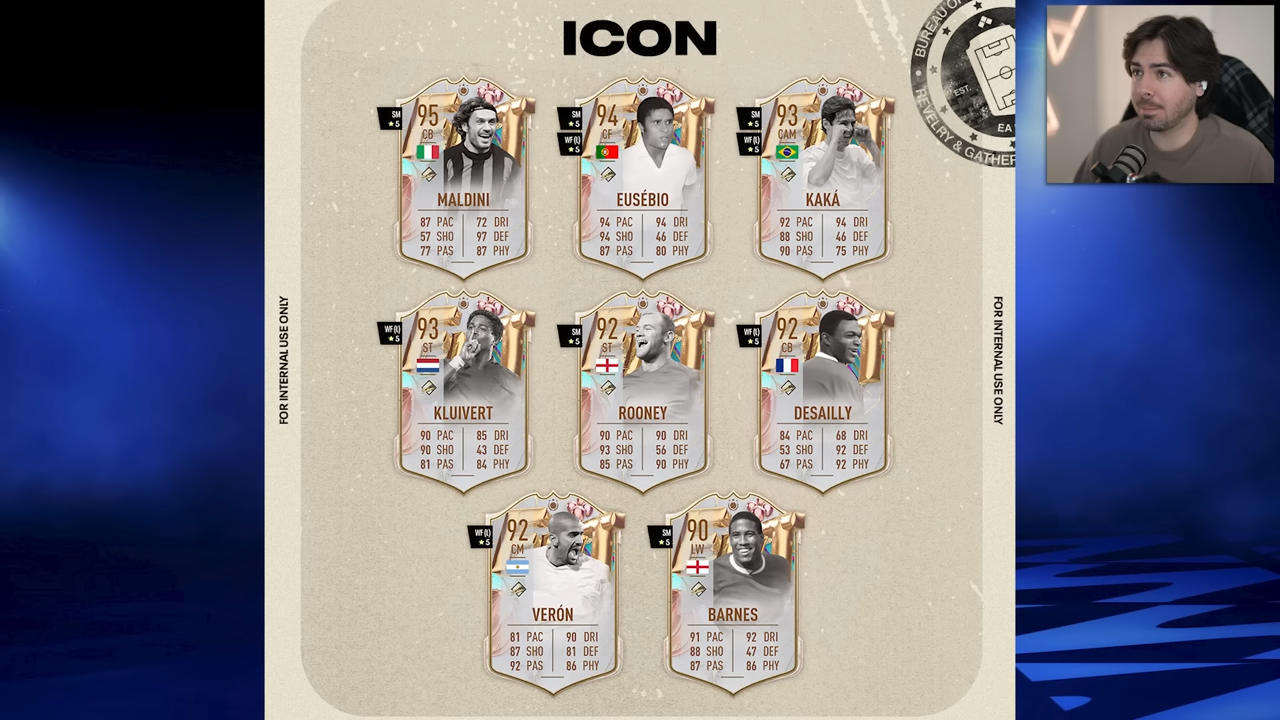 ICON
BUREAU OF
REVELRY & GATHER
EST.
EA
FOR INTERNAL USE ONLY
FOR INTERNAL USE ONLY
SM
★5
95
CB
MALDINI
87 PAC 72 DRI
57 SHO 97 DEF
77 PAS 87 PHY
SM
★5
WF(L)
★5
94
CF
EUSÉBIO
94 PAC 94 DRI
94 SHO 46 DEF
87 PAS 80 PHY
SM
★5
WF(L)
★5
93
CAM
KAKÁ
92 PAC 94 DRI
88 SHO 46 DEF
90 PAS 75 PHY
WF(L)
★5
93
ST
KLUIVERT
90 PAC 85 DRI
90 SHO 43 DEF
81 PAS 84 PHY
SM
★5
92
ST
ROONEY
90 PAC 90 DRI
93 SHO 56 DEF
85 PAS 90 PHY
WF(L)
★5
92
CB
DESAILLY
84 PAC 68 DRI
53 SHO 92 DEF
67 PAS 92 PHY
WF(L)
★5
92
CM
VERÓN
81 PAC 90 DRI
87 SHO 81 DEF
92 PAS 86 PHY
SM
★5
90
LW
BARNES
91 PAC 92 DRI
88 SHO 47 DEF
87 PAS 86 PHY